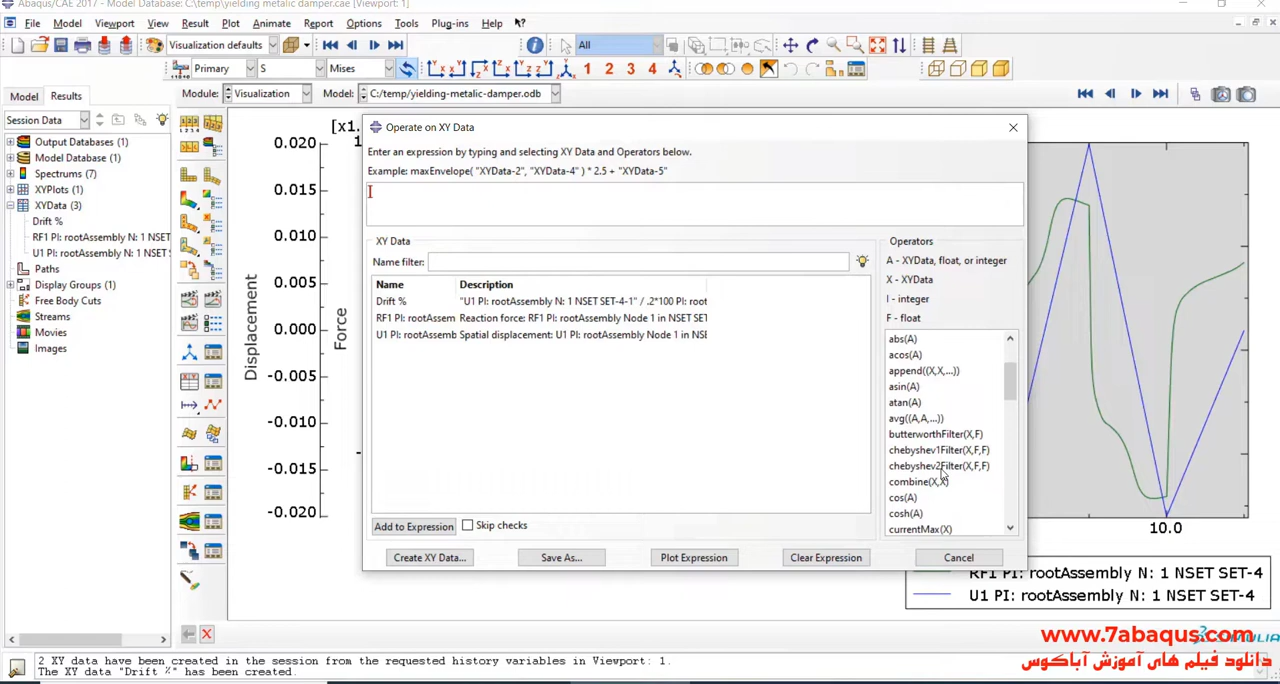 Abaqus/CAE 2017 - Model Database: C:\temp\yielding metalic damper.cae [Viewport: 1]
File Model Viewport View Result Plot Animate Report Options Tools Plug-ins Help
Visualization defaults All
Primary S Mises 1 2 3 4
Model Results Module: Visualization Model: C:/temp/yielding-metalic-damper.odb
Session Data
Output Databases (1)
Model Database (1)
Spectrums (7)
XYPlots (1)
XYData (3)
Drift %
RF1 PI: rootAssembly N: 1 NSET
U1 PI: rootAssembly N: 1 NSET
Paths
Display Groups (1)
Free Body Cuts
Streams
Movies
Images
[x1.
0.020
0.015
0.010
0.005
0.000
-0.005
-0.010
-0.015
-0.020
Displacement
Force
Operate on XY Data
Enter an expression by typing and selecting XY Data and Operators below.
Example: maxEnvelope( "XYData-2", "XYData-4" ) * 2.5 + "XYData-5"
XY Data
Name filter:
Name Description
Drift % "U1 PI: rootAssembly N: 1 NSET SET-4-1" / .2*100 PI: root
RF1 PI: rootAssem Reaction force: RF1 PI: rootAssembly Node 1 in NSET SET
U1 PI: rootAssemb Spatial displacement: U1 PI: rootAssembly Node 1 in NSE
Add to Expression Skip checks
Operators
A - XYData, float, or integer
X - XYData
I - integer
F - float
abs(A)
acos(A)
append((X,X,...))
asin(A)
atan(A)
avg((A,A,...))
butterworthFilter(X,F)
chebyshev1Filter(X,F,F)
chebyshev2Filter(X,F,F)
combine(X,X)
cos(A)
cosh(A)
currentMax(X)
Create XY Data... Save As... Plot Expression Clear Expression Cancel
10.0
RF1 PI: rootAssembly N: 1 NSET SET-4
U1 PI: rootAssembly N: 1 NSET SET-4
www.7abaqus.com
دانلود فیلم های آموزش آباکوس
2 XY data have been created in the session from the requested history variables in Viewport: 1.
The XY data "Drift %" has been created.